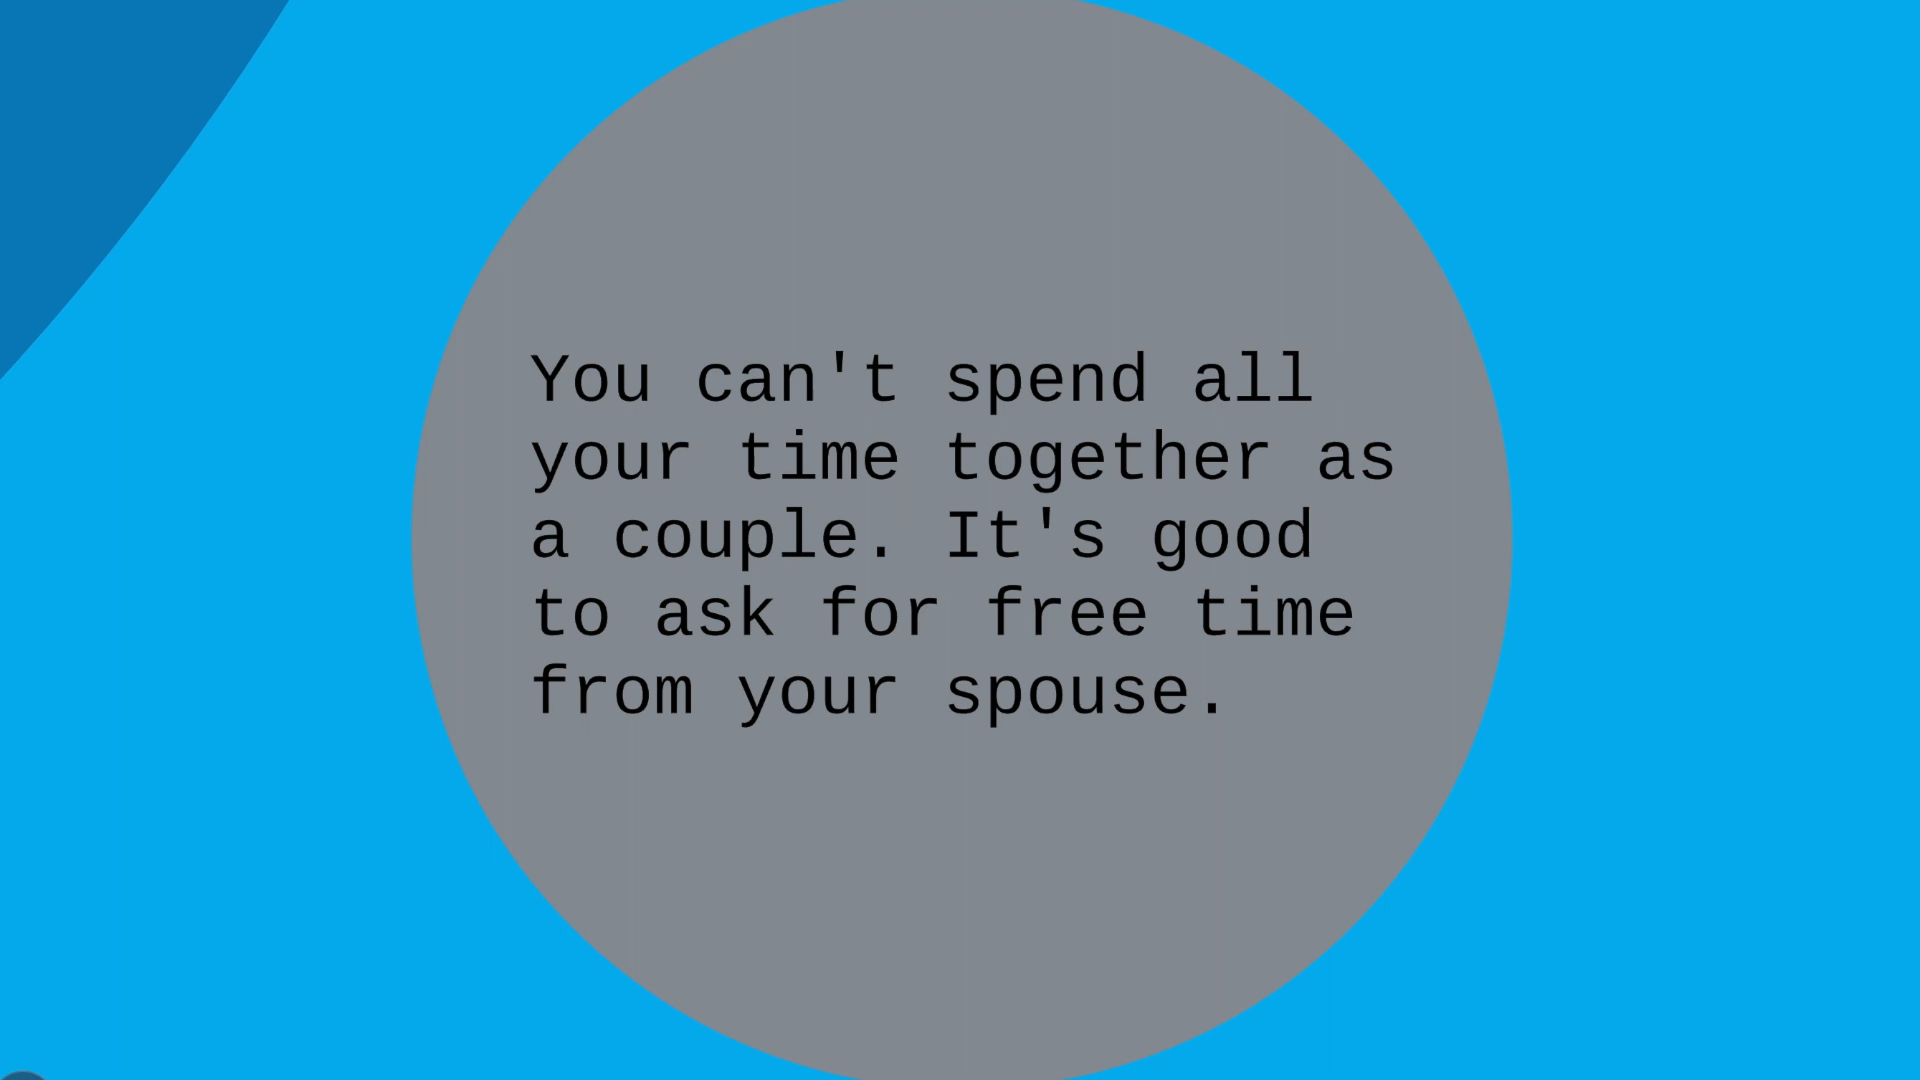 You can't spend all
your time together as
a couple. It's good
to ask for free time
from your spouse.